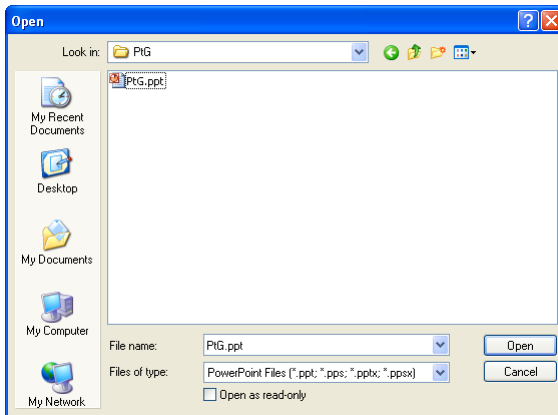 Open
Look in:
PtG
PtG.ppt
My Recent
Documents
Desktop
My Documents
My Computer
My Network
File name:
PtG.ppt
Open
Files of type:
PowerPoint Files (*.ppt; *.pps; *.pptx; *.ppsx)
Cancel
Open as read-only